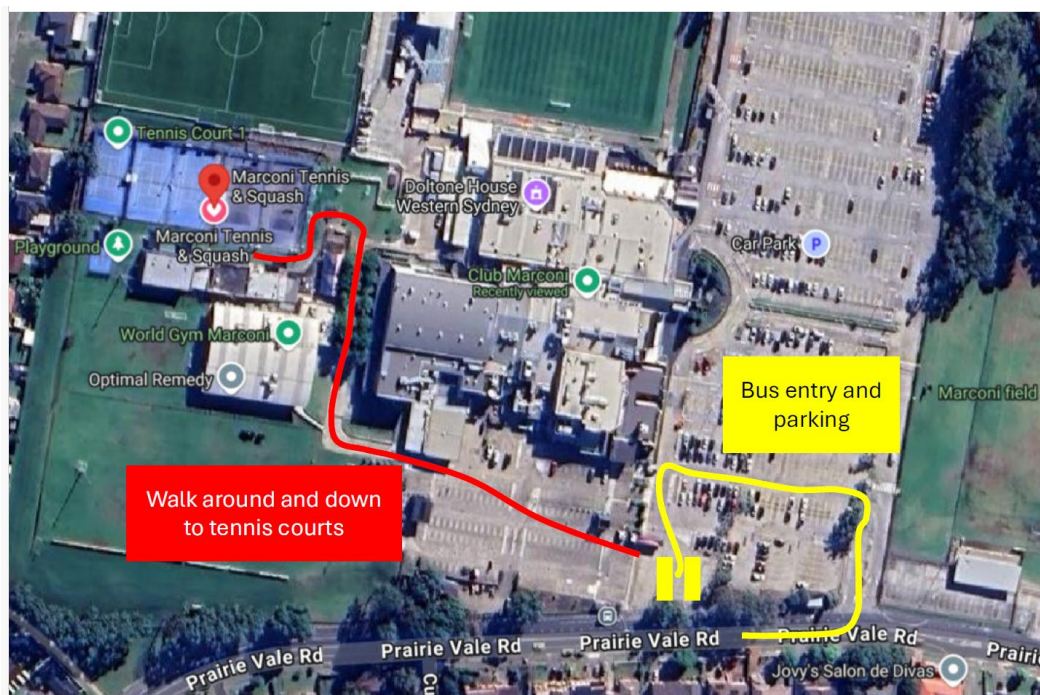 Tennis Court 1
Marconi Tennis
& Squash
Marconi Tennis
& Squash
Playground
Doltone House
Western Sydney
Car Park
P
Club Marconi
Recently viewed
World Gym Marconi
Optimal Remedy
Bus entry and
parking
Marconi field
Walk around and down
to tennis courts
Prairie Vale Rd
Prairie Vale Rd
Prairie Vale Rd
Prairie Vale Rd
Prairie
Cu
Jovy's Salon de Divas